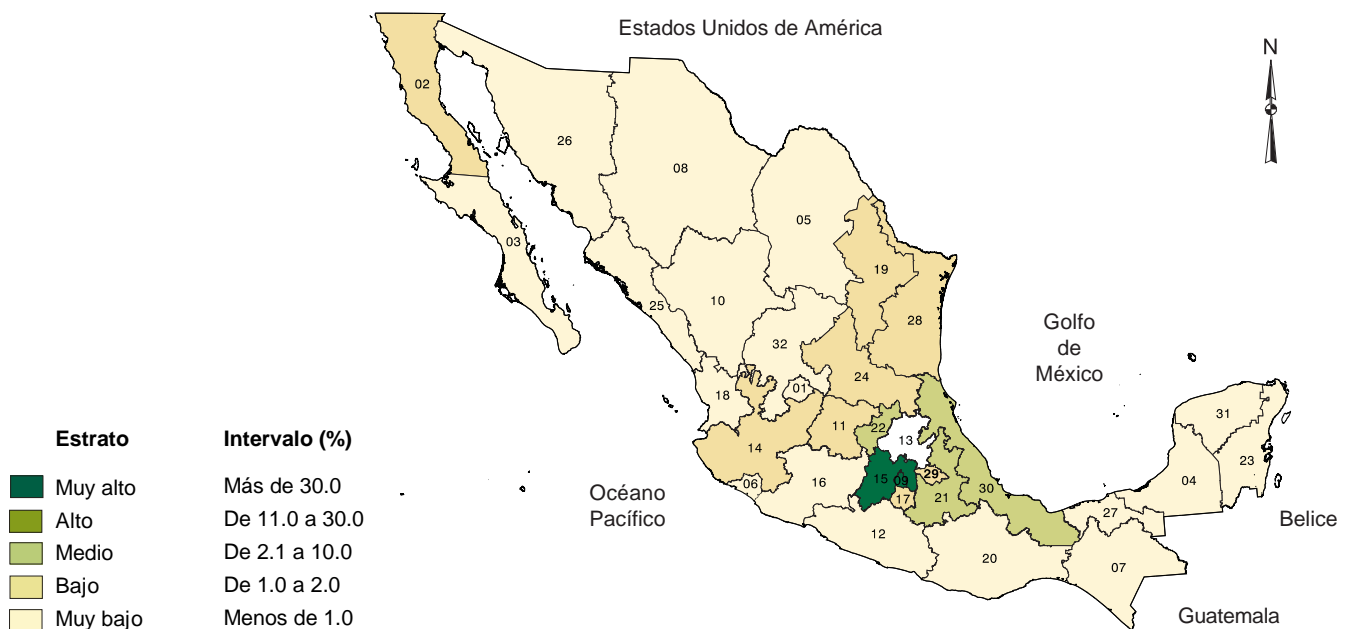 Estados Unidos de América
N
02
26
08
05
03
19
10
25
28
Golfo
de
México
32
24
01
18
31
11
22
13
14
23
29
15
09
06
16
30
04
17
21
27
12
20
07
Océano
Pacífico
Belice
Guatemala
Estrato Intervalo (%)
Muy alto Más de 30.0
Alto De 11.0 a 30.0
Medio De 2.1 a 10.0
Bajo De 1.0 a 2.0
Muy bajo Menos de 1.0